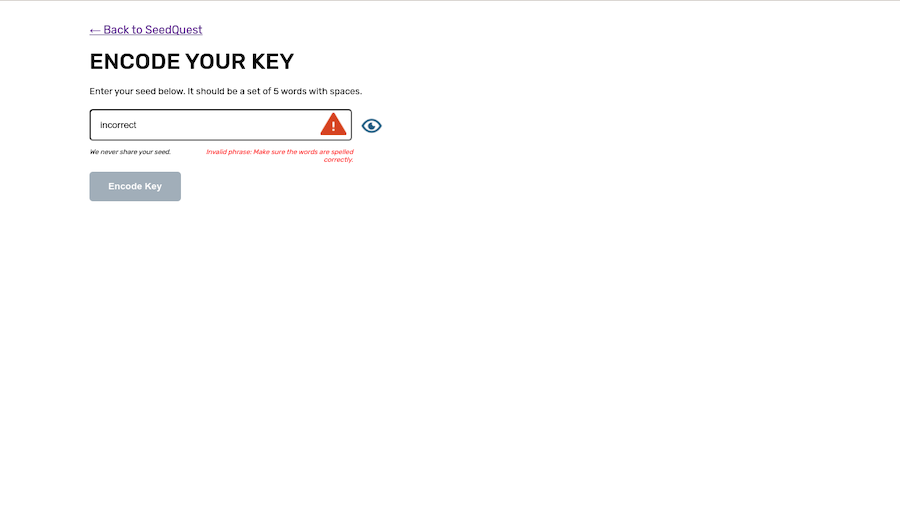 ← Back to SeedQuest
ENCODE YOUR KEY
Enter your seed below. It should be a set of 5 words with spaces.
incorrect
We never share your seed.
Invalid phrase: Make sure the words are spelled
correctly.
Encode Key